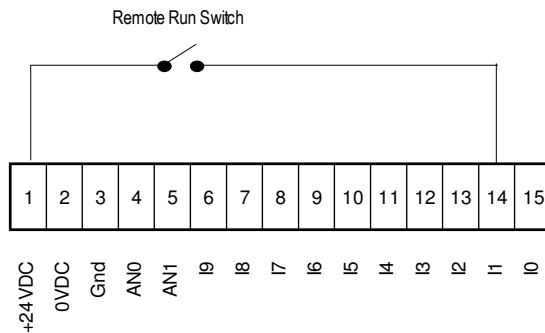 Remote Run Switch
1 2 3 4 5 6 7 8 9 10 11 12 13 14 15
+24VDC 0VDC Gnd AN0 AN1 I9 I8 I7 I6 I5 I4 I3 I2 I1 I0